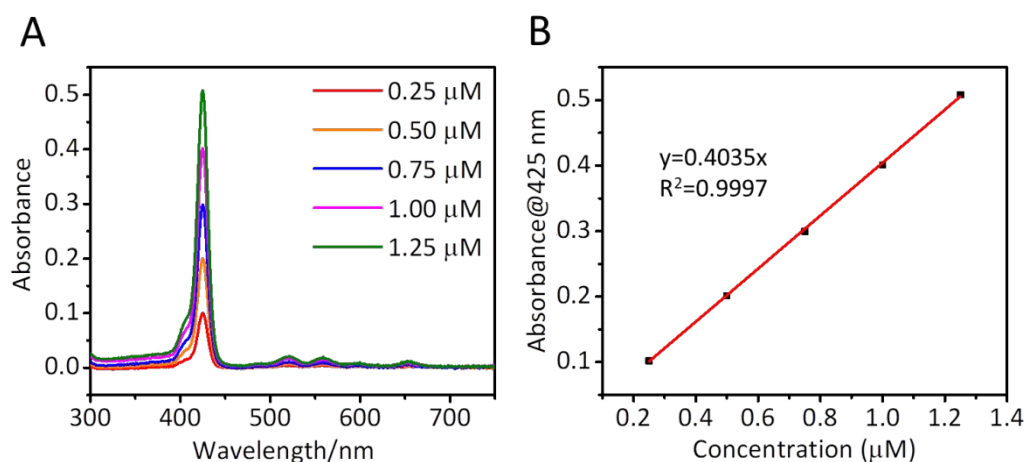 A
Absorbance
0.5
0.4
0.3
0.2
0.1
0.0
300 400 500 600 700
Wavelength/nm
0.25 μM
0.50 μM
0.75 μM
1.00 μM
1.25 μM
B
Absorbance@425 nm
0.5
0.4
0.3
0.2
0.1
0.2 0.4 0.6 0.8 1.0 1.2 1.4
Concentration (μM)
y=0.4035x
R²=0.9997